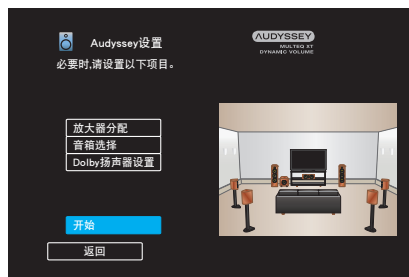 Audyssey设置
AUDYSSEY
MULTEQ XT
DYNAMIC VOLUME
必要时,请设置以下项目。
放大器分配
音箱选择
Dolby扬声器设置
开始
返回